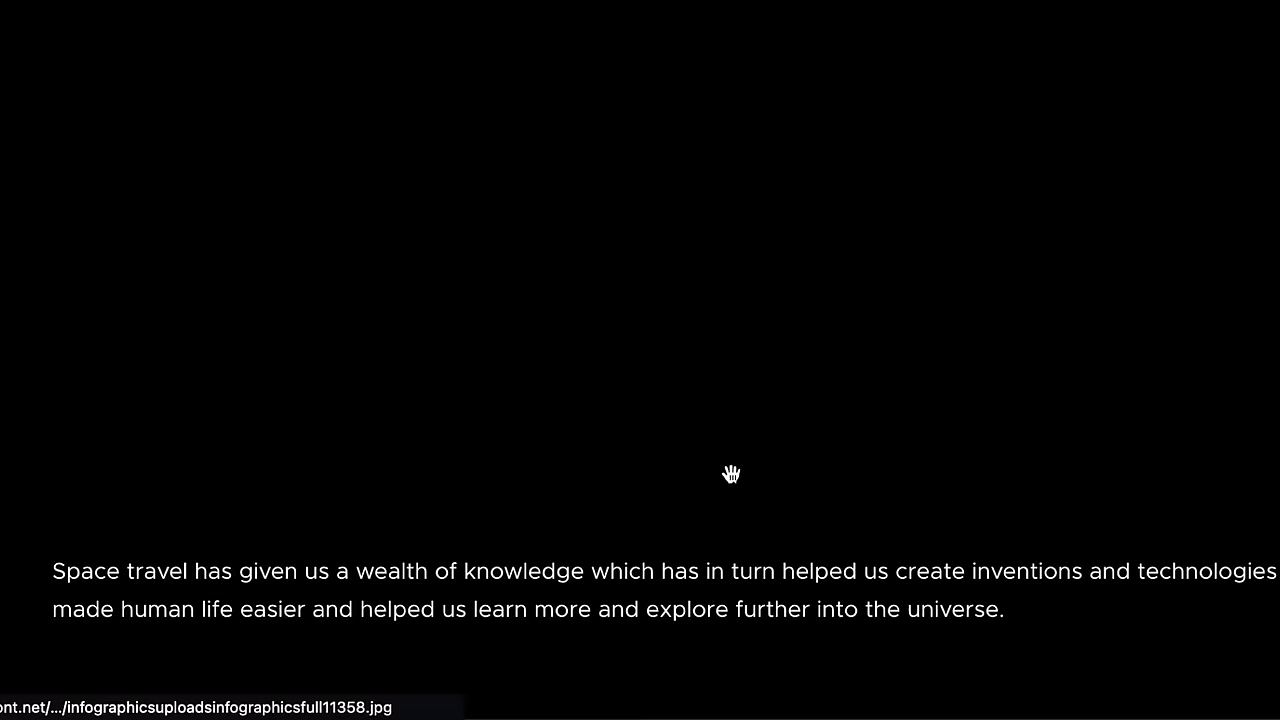 Space travel has given us a wealth of knowledge which has in turn helped us create inventions and technologies
made human life easier and helped us learn more and explore further into the universe.
ont.net/.../infographicsuploadsinfographicsfull11358.jpg